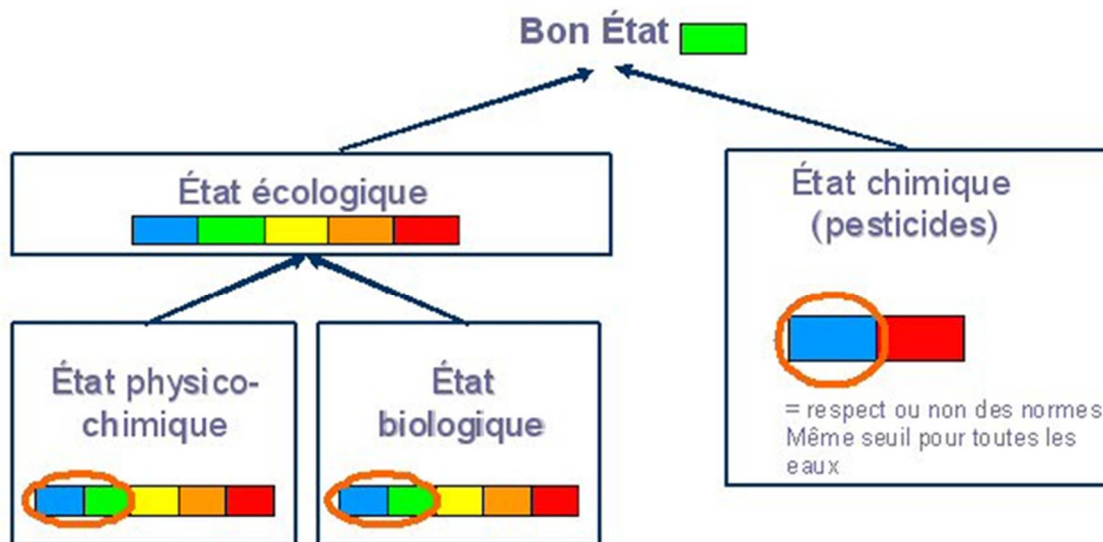 Bon État
État écologique
État chimique
(pesticides)
État physico-
chimique
État
biologique
= respect ou non des normes
Même seuil pour toutes les
eaux